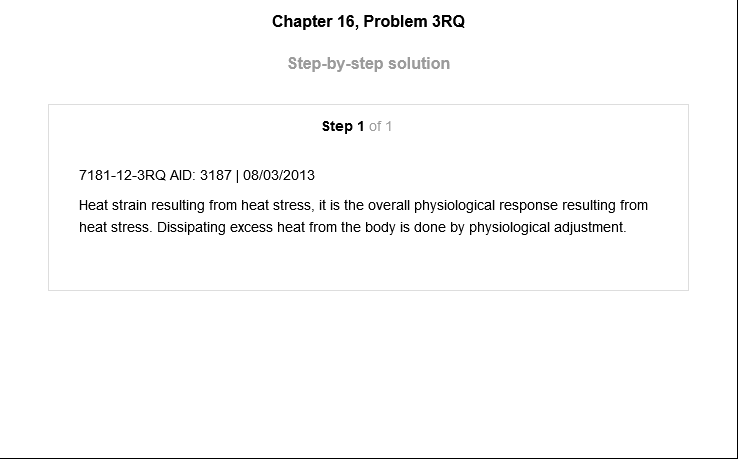 Chapter 16, Problem 3RQ
Step-by-step solution
Step 1 of 1
7181-12-3RQ AID: 3187 | 08/03/2013
Heat strain resulting from heat stress, it is the overall physiological response resulting from
heat stress. Dissipating excess heat from the body is done by physiological adjustment.